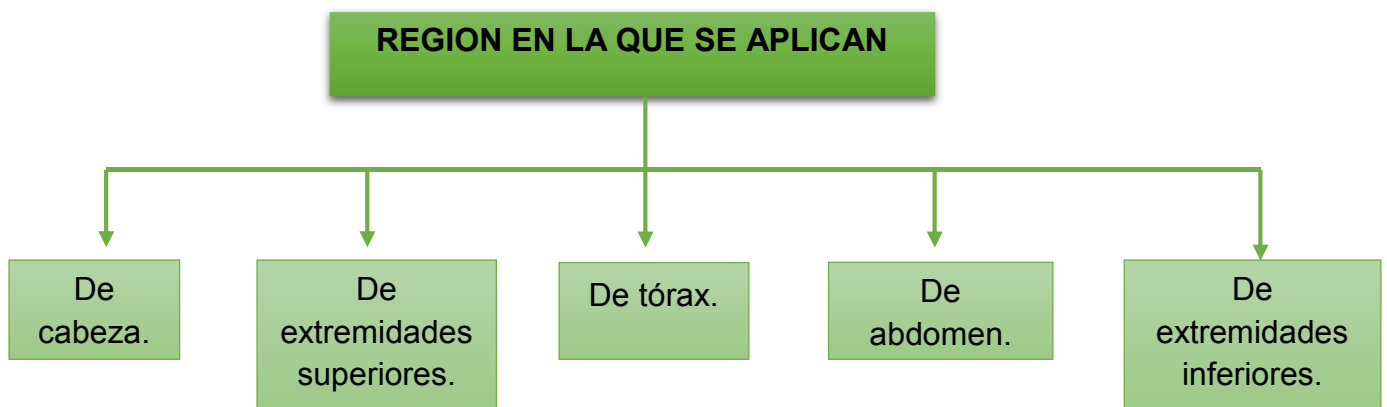 REGION EN LA QUE SE APLICAN
De
cabeza.
De
extremidades
superiores.
De tórax.
De
abdomen.
De
extremidades
inferiores.